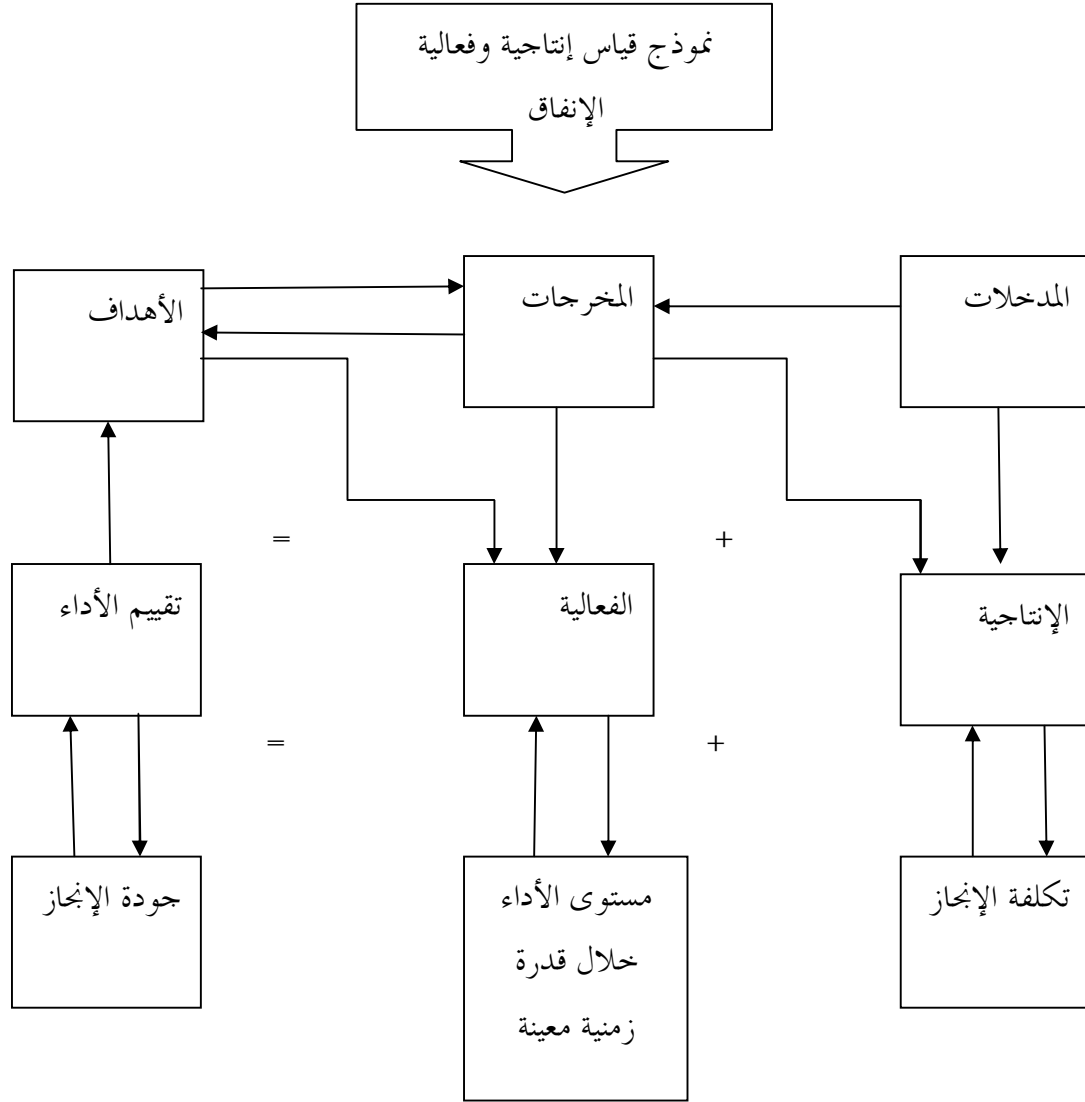 نموذج قياس إنتاجية وفعالية
الإنفاق
المدخلات
المخرجات
الأهداف
+
=
الإنتاجية
الفعالية
تقييم الأداء
+
=
تكلفة الإنجاز
مستوى الأداء
خلال قدرة
زمنية معينة
جودة الإنجاز